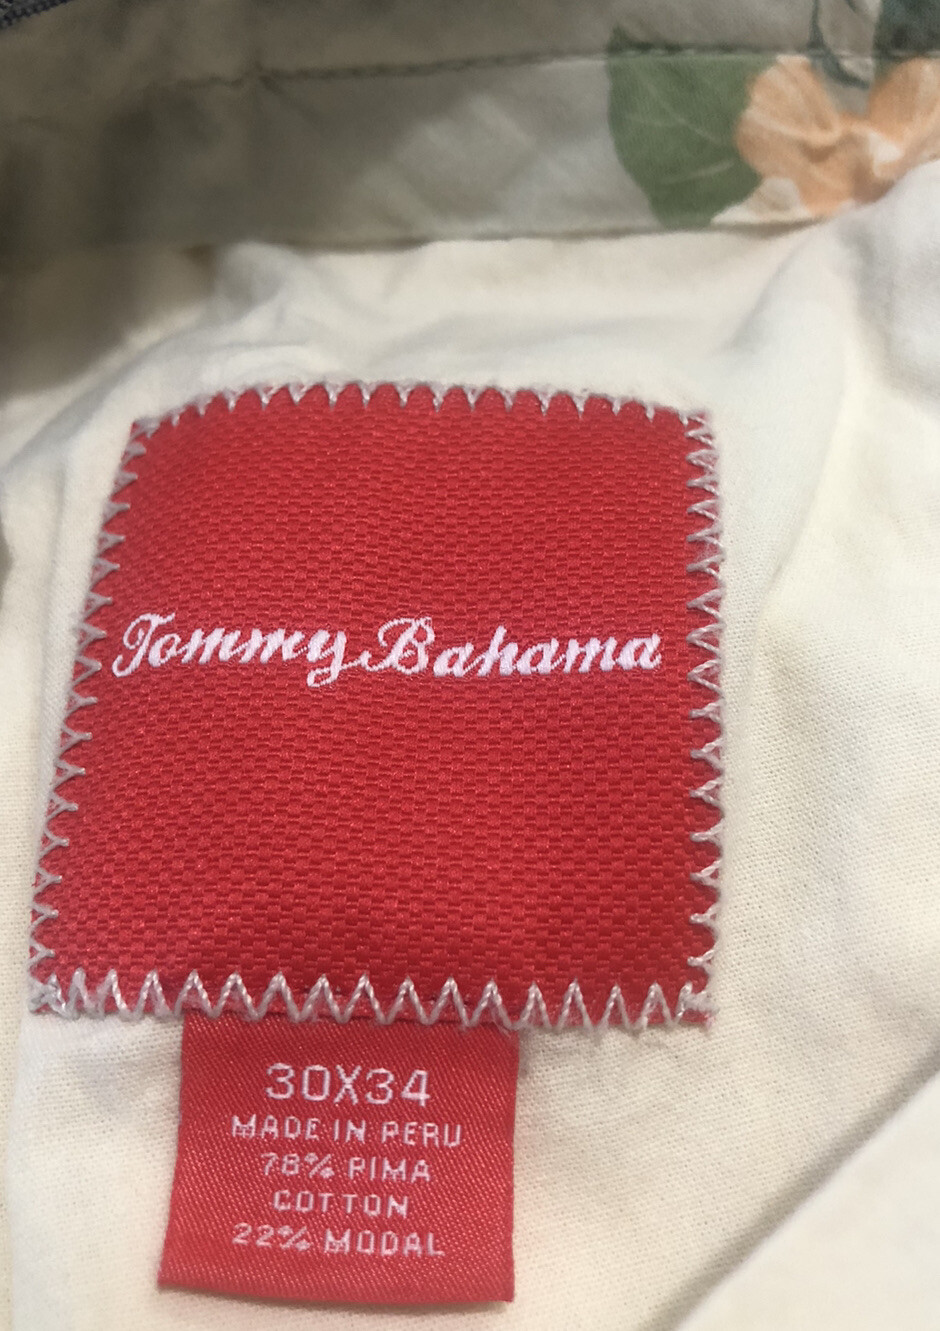 Tommy Bahama
30X34
MADE IN PERU
78% PIMA
COTTON
22% MODAL